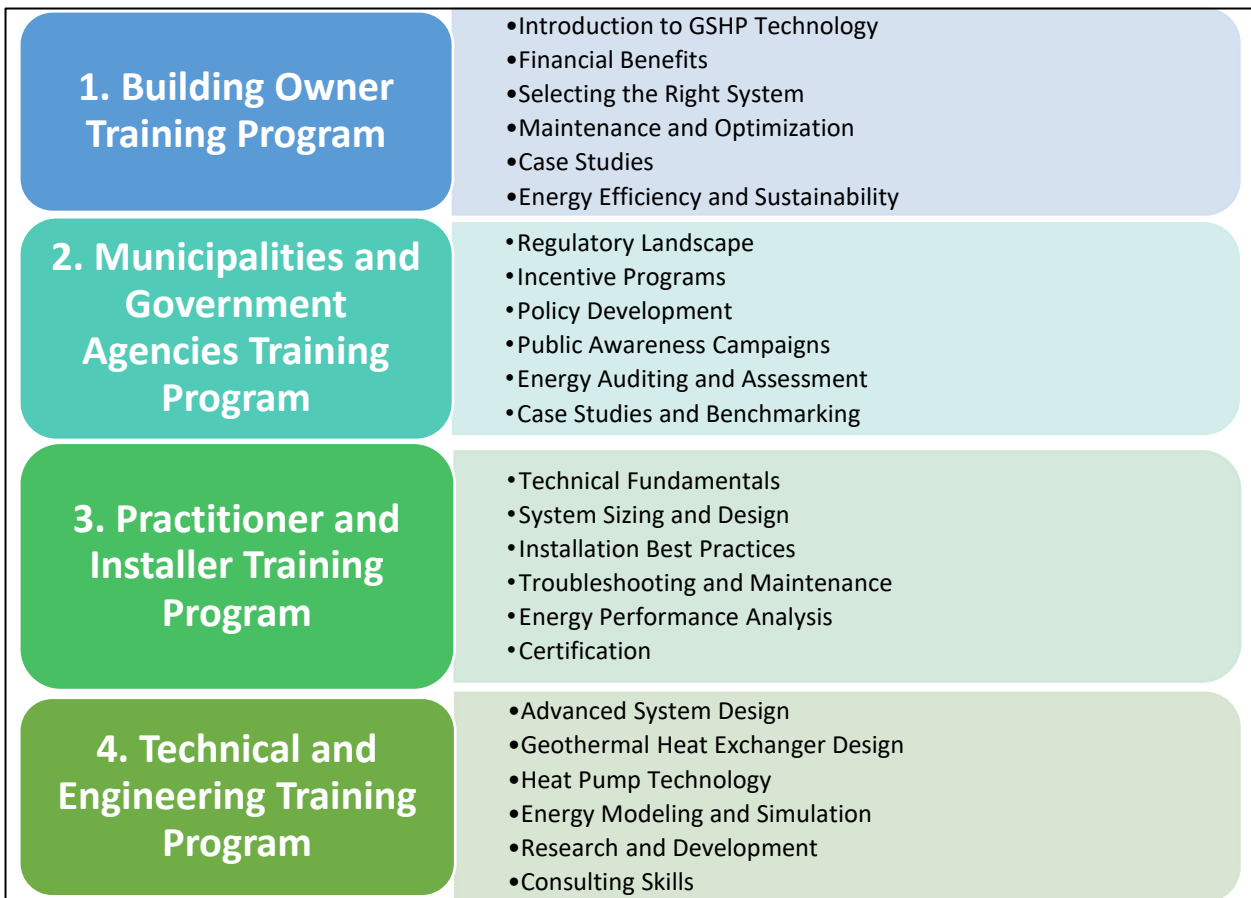 1. Building Owner
Training Program
•Introduction to GSHP Technology
•Financial Benefits
•Selecting the Right System
•Maintenance and Optimization
•Case Studies
•Energy Efficiency and Sustainability
2. Municipalities and
Government
Agencies Training
Program
•Regulatory Landscape
•Incentive Programs
•Policy Development
•Public Awareness Campaigns
•Energy Auditing and Assessment
•Case Studies and Benchmarking
3. Practitioner and
Installer Training
Program
•Technical Fundamentals
•System Sizing and Design
•Installation Best Practices
•Troubleshooting and Maintenance
•Energy Performance Analysis
•Certification
4. Technical and
Engineering Training
Program
•Advanced System Design
•Geothermal Heat Exchanger Design
•Heat Pump Technology
•Energy Modeling and Simulation
•Research and Development
•Consulting Skills